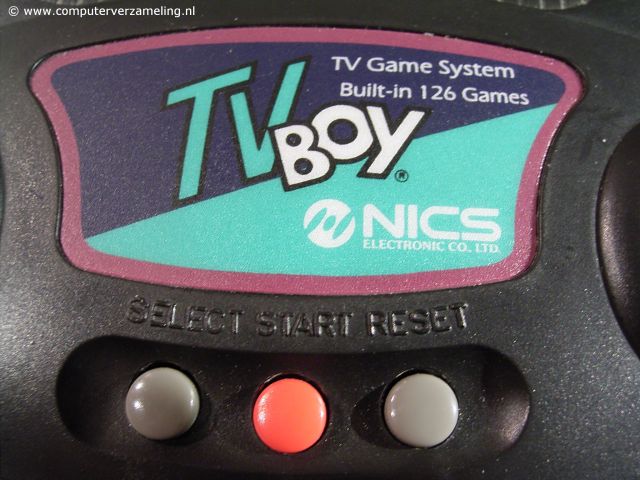 © www.computerverzameling.nl
TV Game System
Built-in 126 Games
TV BOY®
NICS
ELECTRONIC CO. LTD.
SELECT START RESET